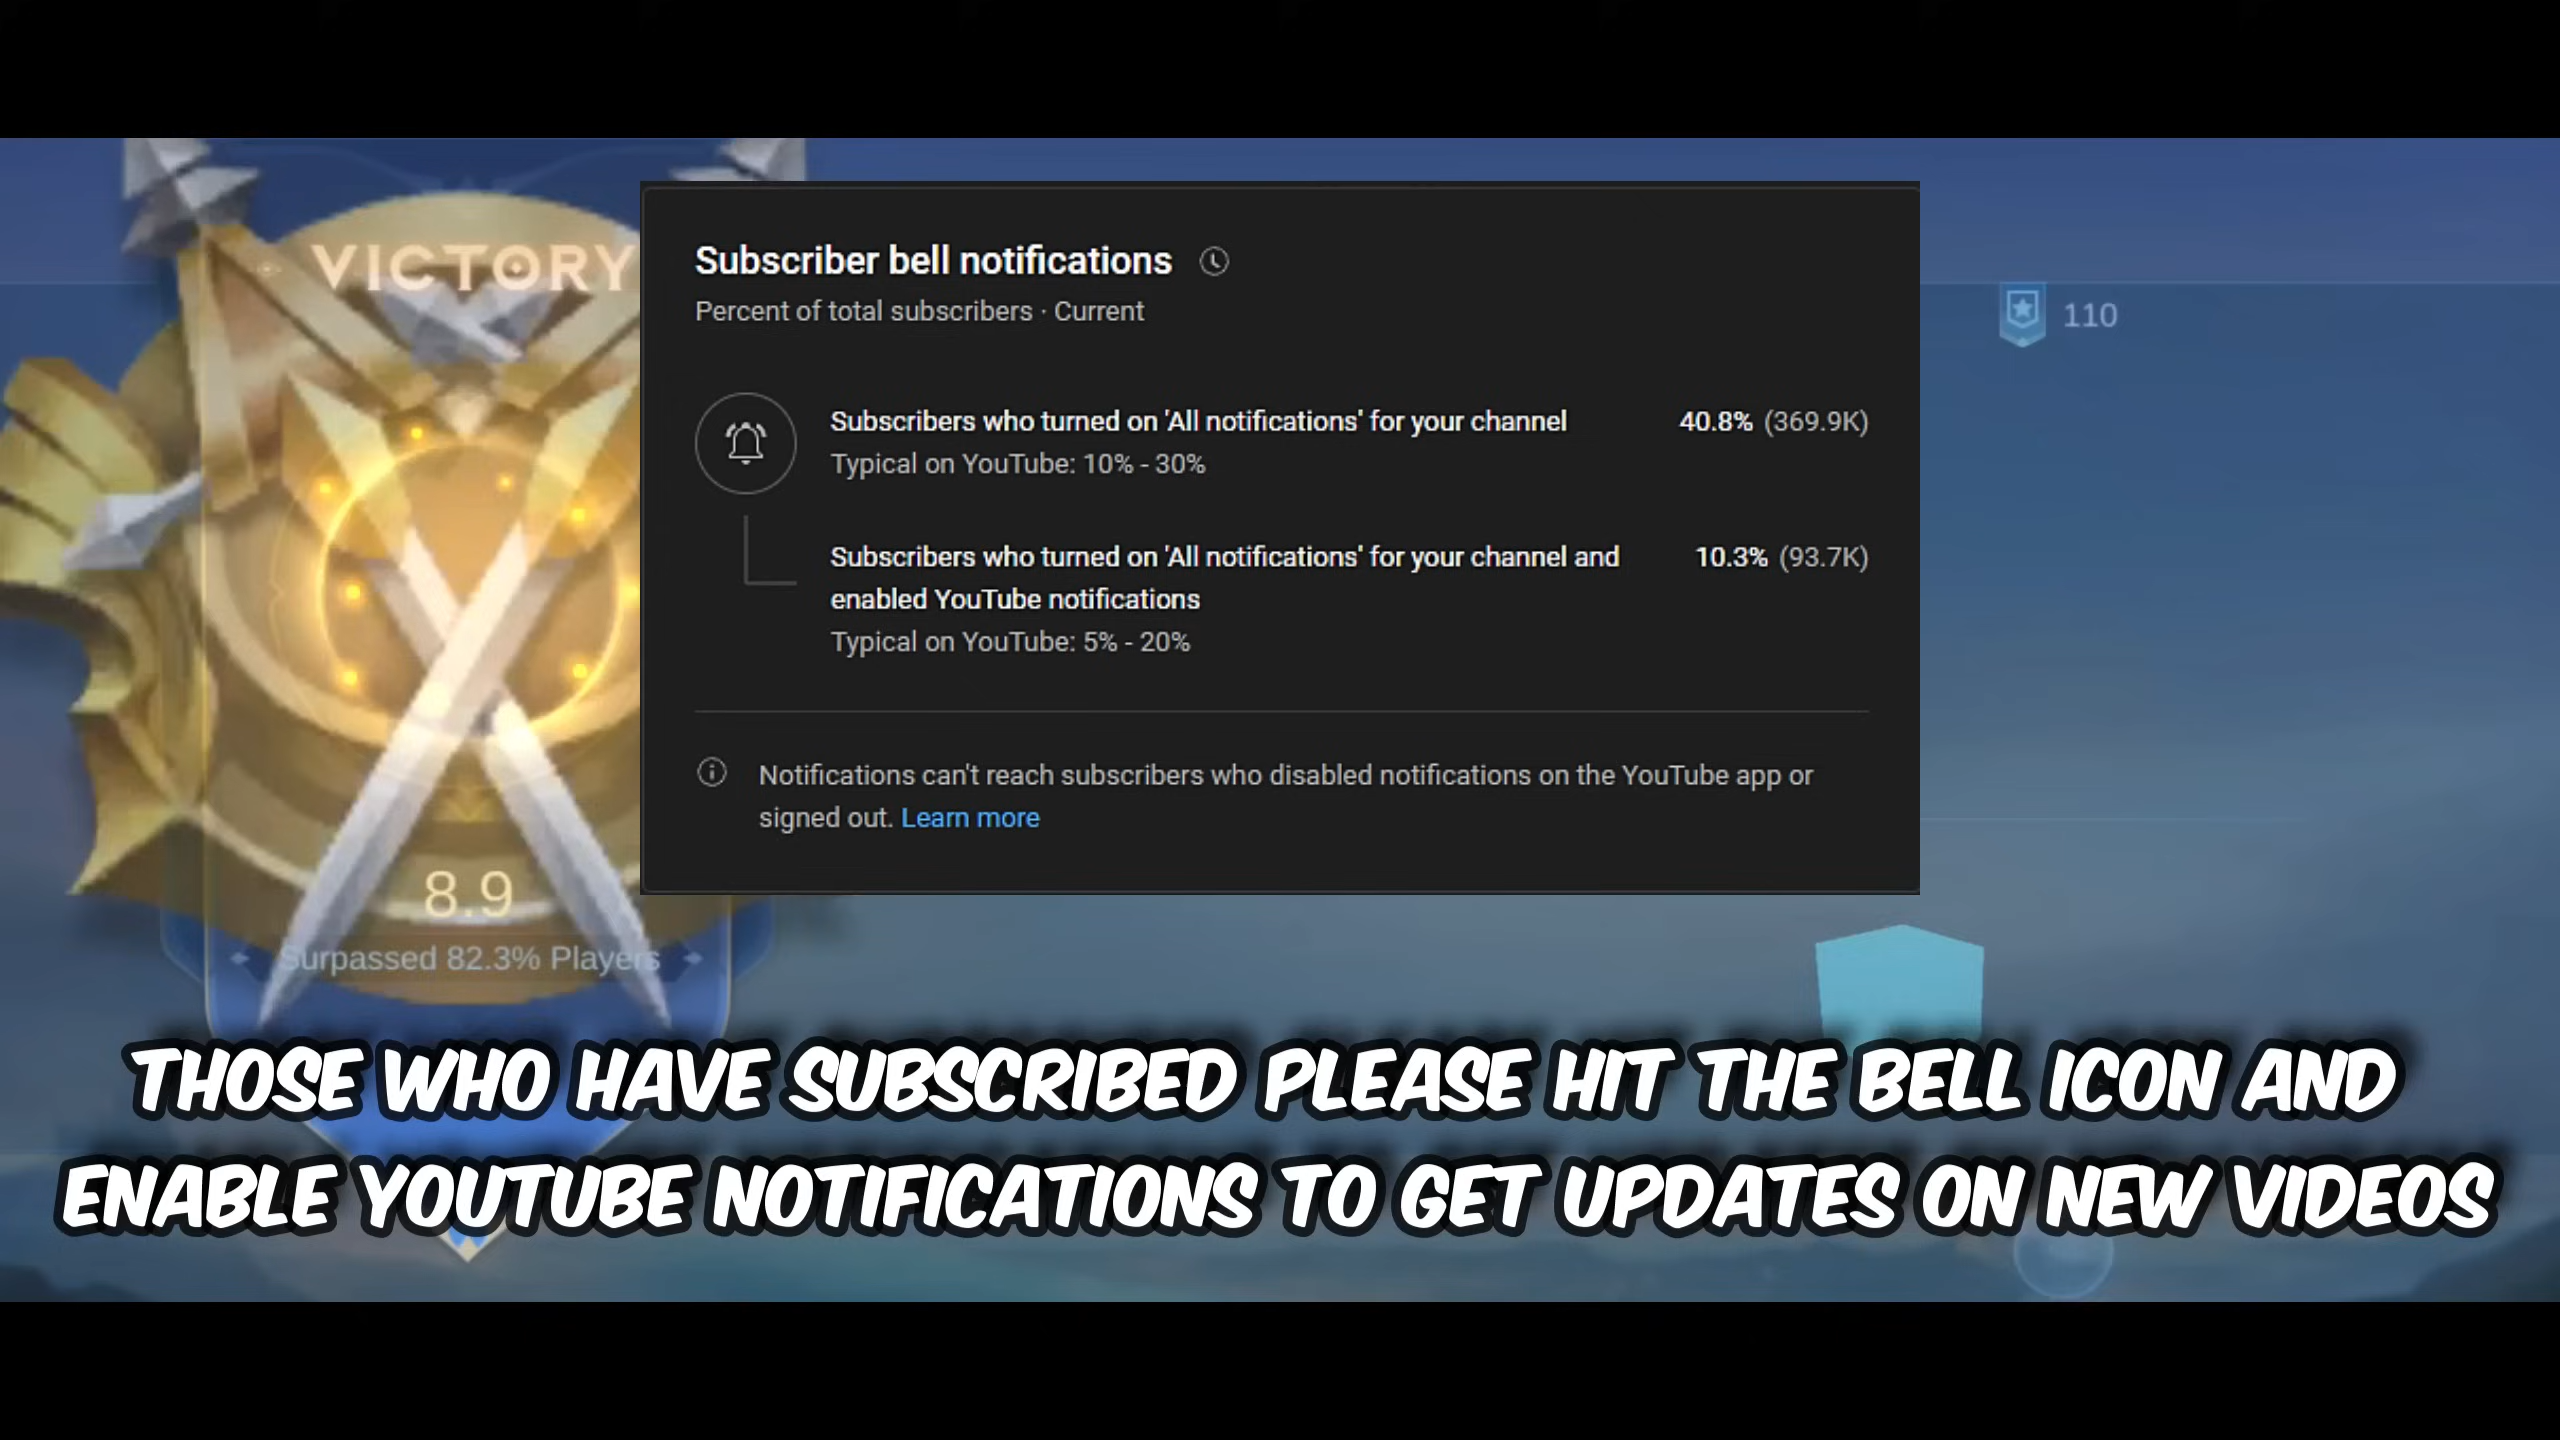 VICTORY
Subscriber bell notifications
Percent of total subscribers · Current
110
Subscribers who turned on 'All notifications' for your channel 40.8% (369.9K)
Typical on YouTube: 10% - 30%
Subscribers who turned on 'All notifications' for your channel and 10.3% (93.7K)
enabled YouTube notifications
Typical on YouTube: 5% - 20%
Notifications can't reach subscribers who disabled notifications on the YouTube app or
signed out. Learn more
8.9
Surpassed 82.3% Players
THOSE WHO HAVE SUBSCRIBED PLEASE HIT THE BELL ICON AND
ENABLE YOUTUBE NOTIFICATIONS TO GET UPDATES ON NEW VIDEOS